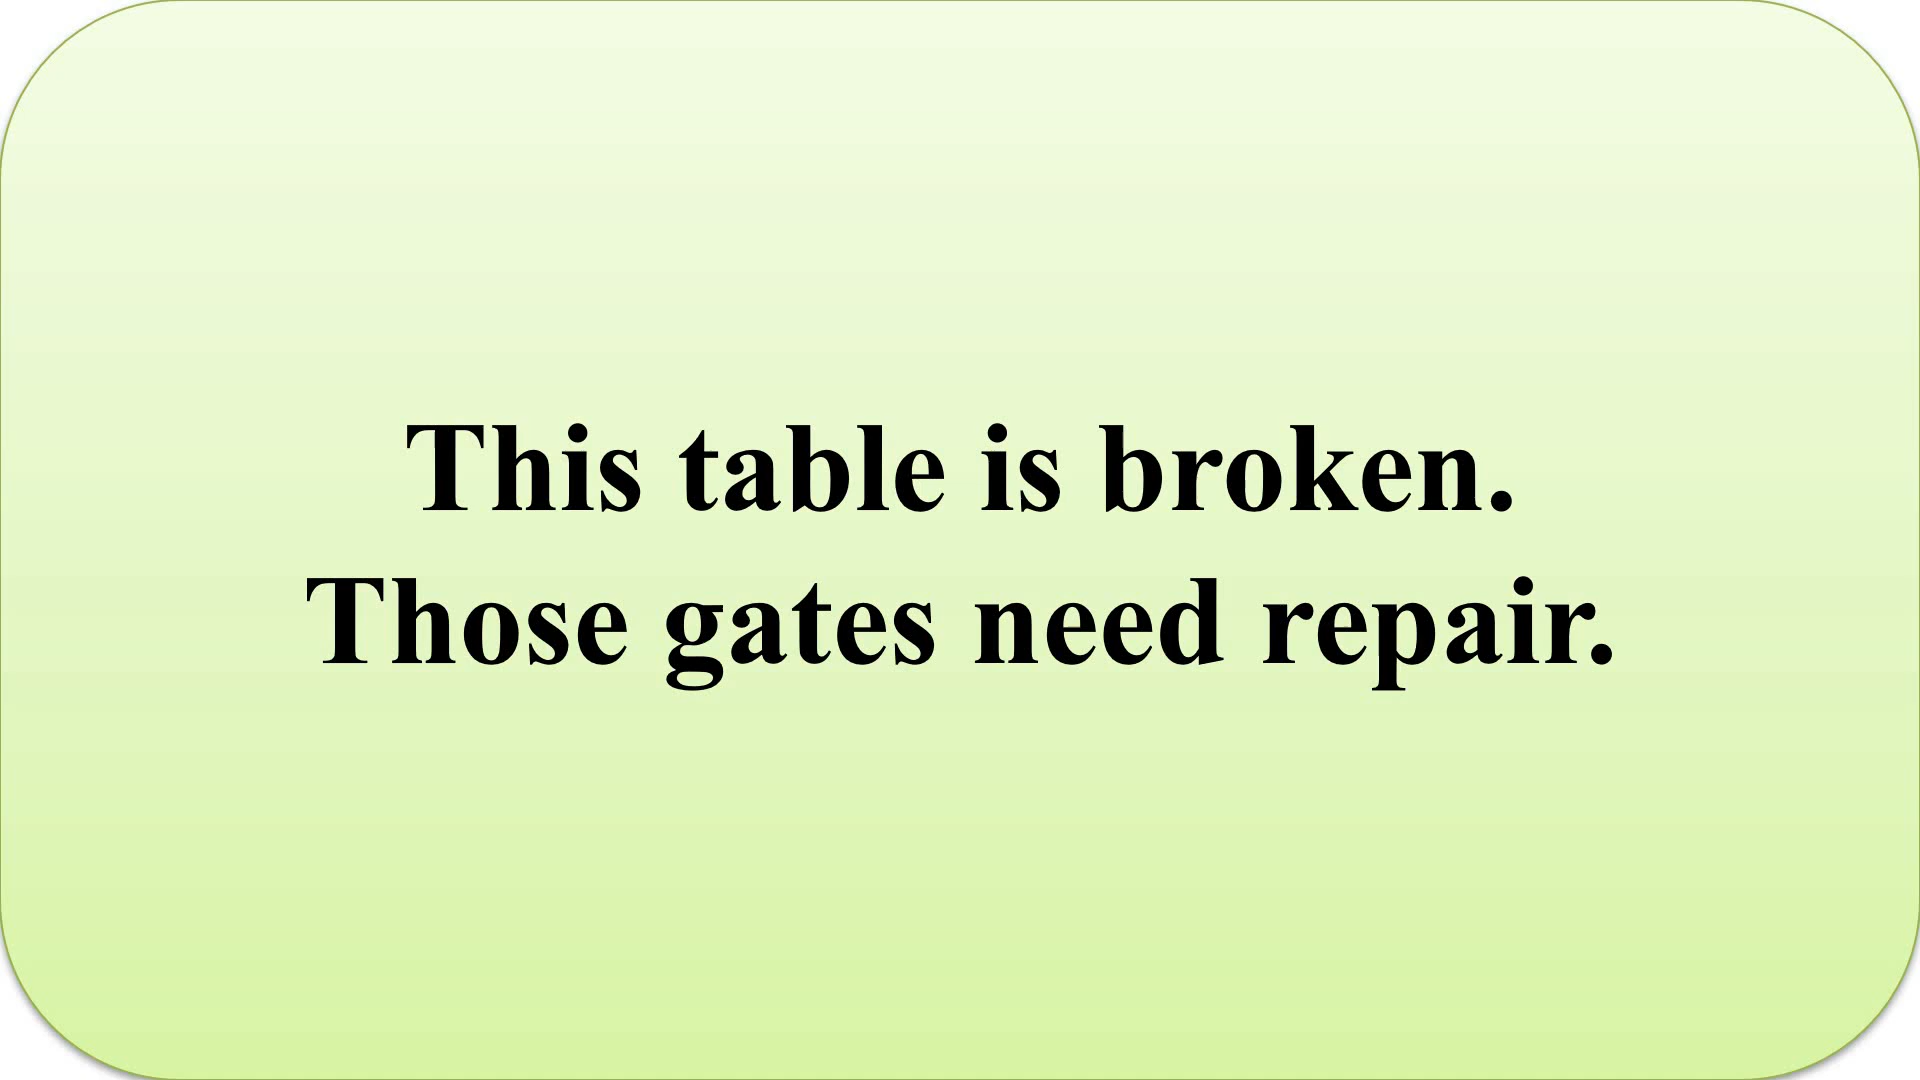 This table is broken.
Those gates need repair.